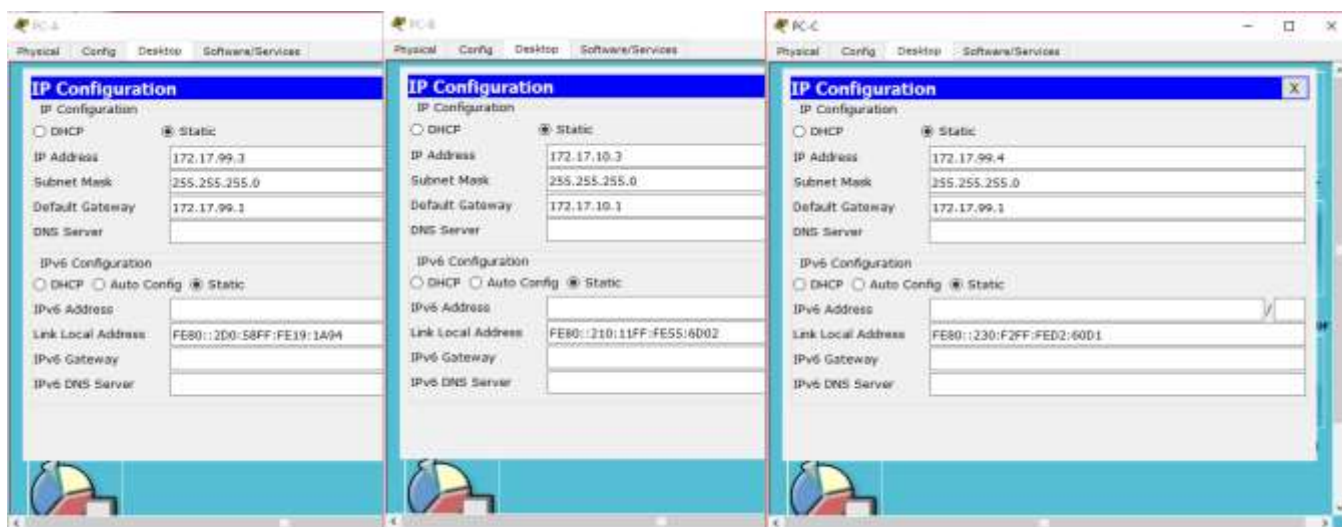 PC-A
Physical Config Desktop Software/Services
IP Configuration
IP Configuration
DHCP Static
IP Address 172.17.99.3
Subnet Mask 255.255.255.0
Default Gateway 172.17.99.1
DNS Server
IPv6 Configuration
DHCP Auto Config Static
IPv6 Address
Link Local Address FE80::2D0:58FF:FE19:1A94
IPv6 Gateway
IPv6 DNS Server
PC-B
Physical Config Desktop Software/Services
IP Configuration
IP Configuration
DHCP Static
IP Address 172.17.10.3
Subnet Mask 255.255.255.0
Default Gateway 172.17.10.1
DNS Server
IPv6 Configuration
DHCP Auto Config Static
IPv6 Address
Link Local Address FE80::210:11FF:FE55:6D02
IPv6 Gateway
IPv6 DNS Server
PC-C
Physical Config Desktop Software/Services
IP Configuration X
IP Configuration
DHCP Static
IP Address 172.17.99.4
Subnet Mask 255.255.255.0
Default Gateway 172.17.99.1
DNS Server
IPv6 Configuration
DHCP Auto Config Static
IPv6 Address /
Link Local Address FE80::230:F2FF:FED2:60D1
IPv6 Gateway
IPv6 DNS Server